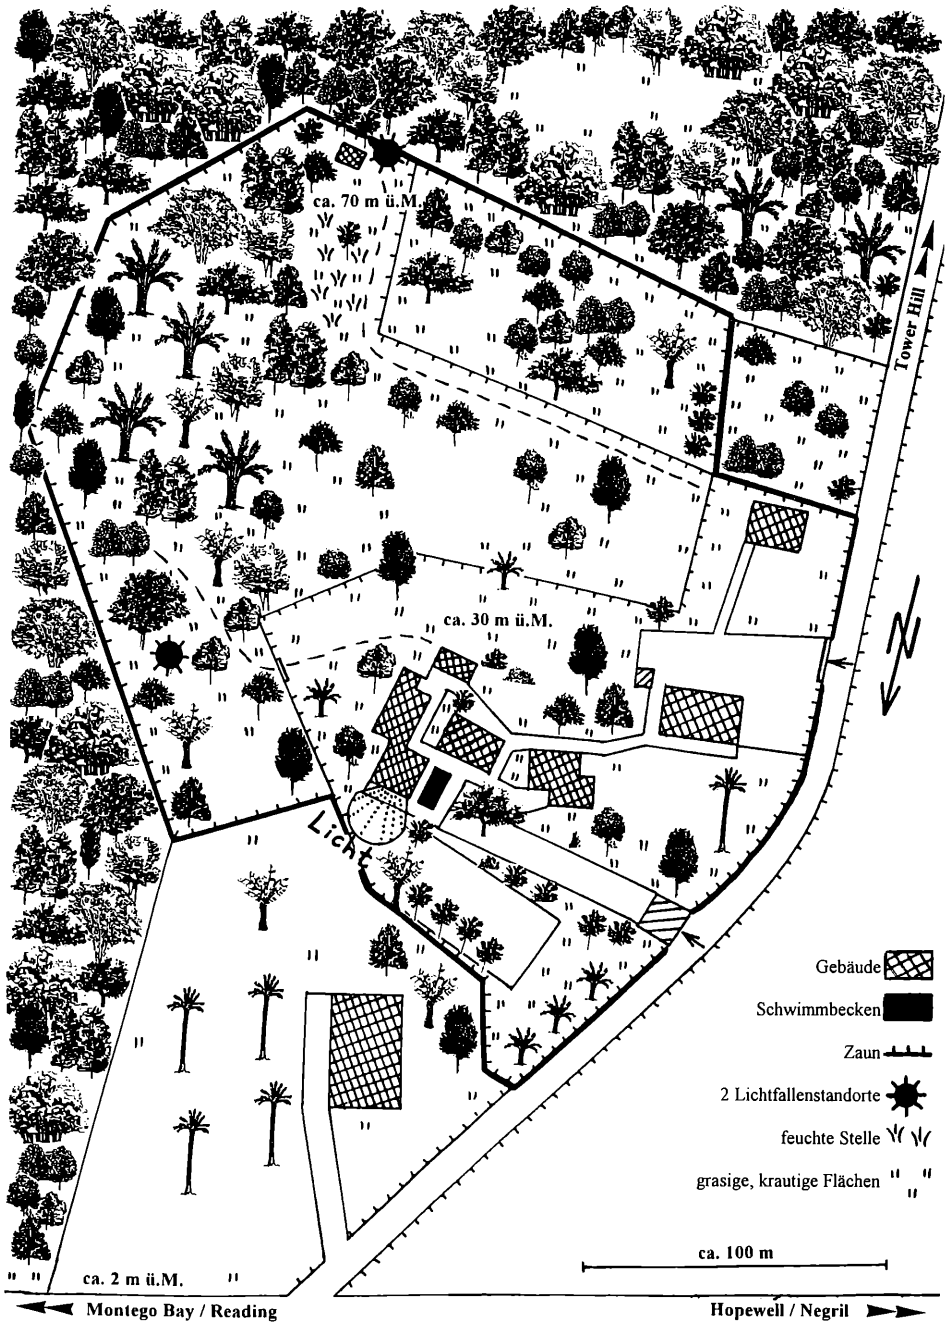 ca. 70 m ü.M.
Tower Hill
ca. 30 m ü.M.
N
Licht
Gebäude
Schwimmbecken
Zaun
2 Lichtfallenstandorte
feuchte Stelle
grasige, krautige Flächen
ca. 100 m
ca. 2 m ü.M.
Montego Bay / Reading
Hopewell / Negril